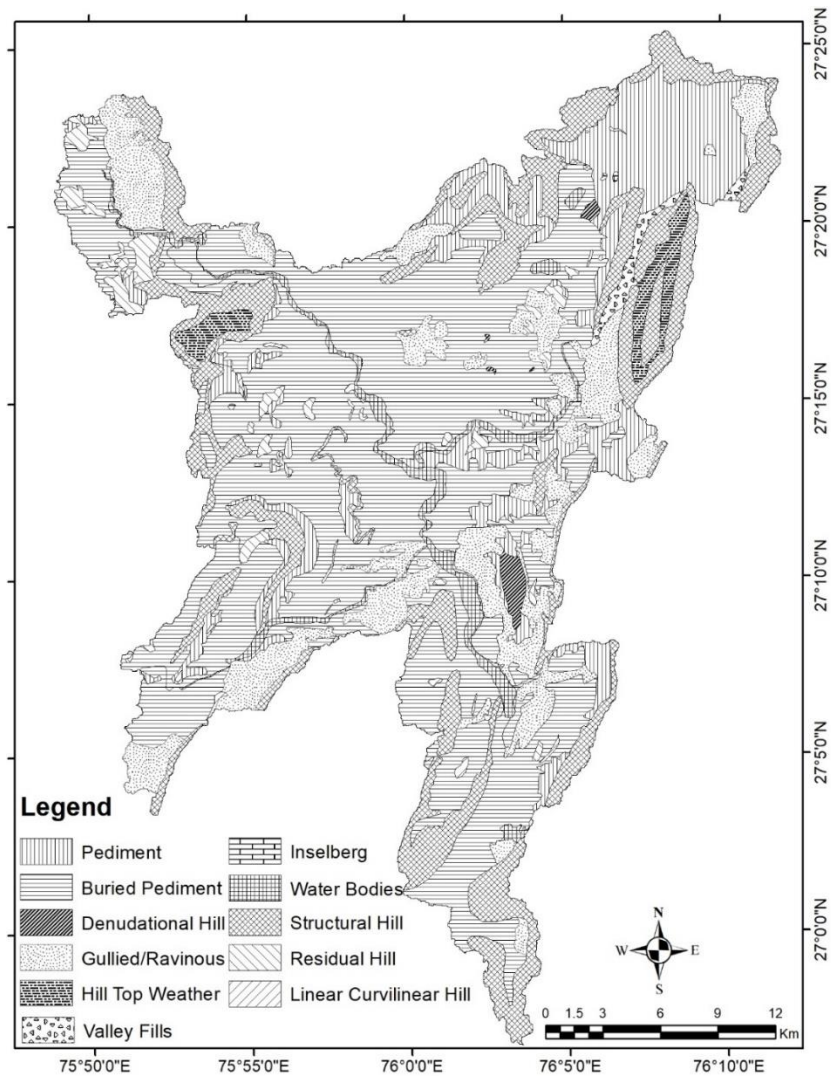 27°25'0"N
27°20'0"N
27°15'0"N
27°10'0"N
27°5'0"N
27°0'0"N
Legend
Pediment
Buried Pediment
Denudational Hill
Gullied/Ravinous
Hill Top Weather
Valley Fills
Inselberg
Water Bodies
Structural Hill
Residual Hill
Linear Curvilinear Hill
N
W E
S
0 1.5 3 6 9 12
Km
75°50'0"E 75°55'0"E 76°0'0"E 76°5'0"E 76°10'0"E